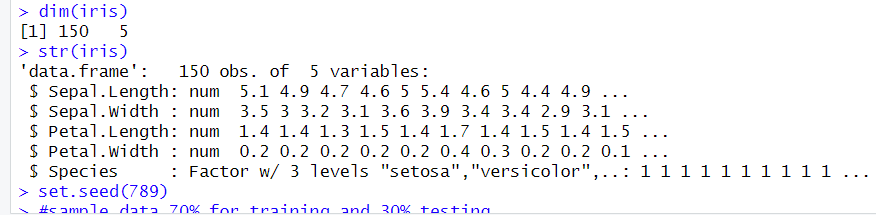 > dim(iris)
[1] 150   5
> str(iris)
'data.frame':   150 obs. of  5 variables:
 $ Sepal.Length: num  5.1 4.9 4.7 4.6 5 5.4 4.6 5 4.4 4.9 ...
 $ Sepal.Width : num  3.5 3 3.2 3.1 3.6 3.9 3.4 3.4 2.9 3.1 ...
 $ Petal.Length: num  1.4 1.4 1.3 1.5 1.4 1.7 1.4 1.5 1.4 1.5 ...
 $ Petal.Width : num  0.2 0.2 0.2 0.2 0.2 0.4 0.3 0.2 0.2 0.1 ...
 $ Species     : Factor w/ 3 levels "setosa","versicolor",..: 1 1 1 1 1 1 1 1 1 1 ...
> set.seed(789)
> #sample data 70% for training and 30% testing